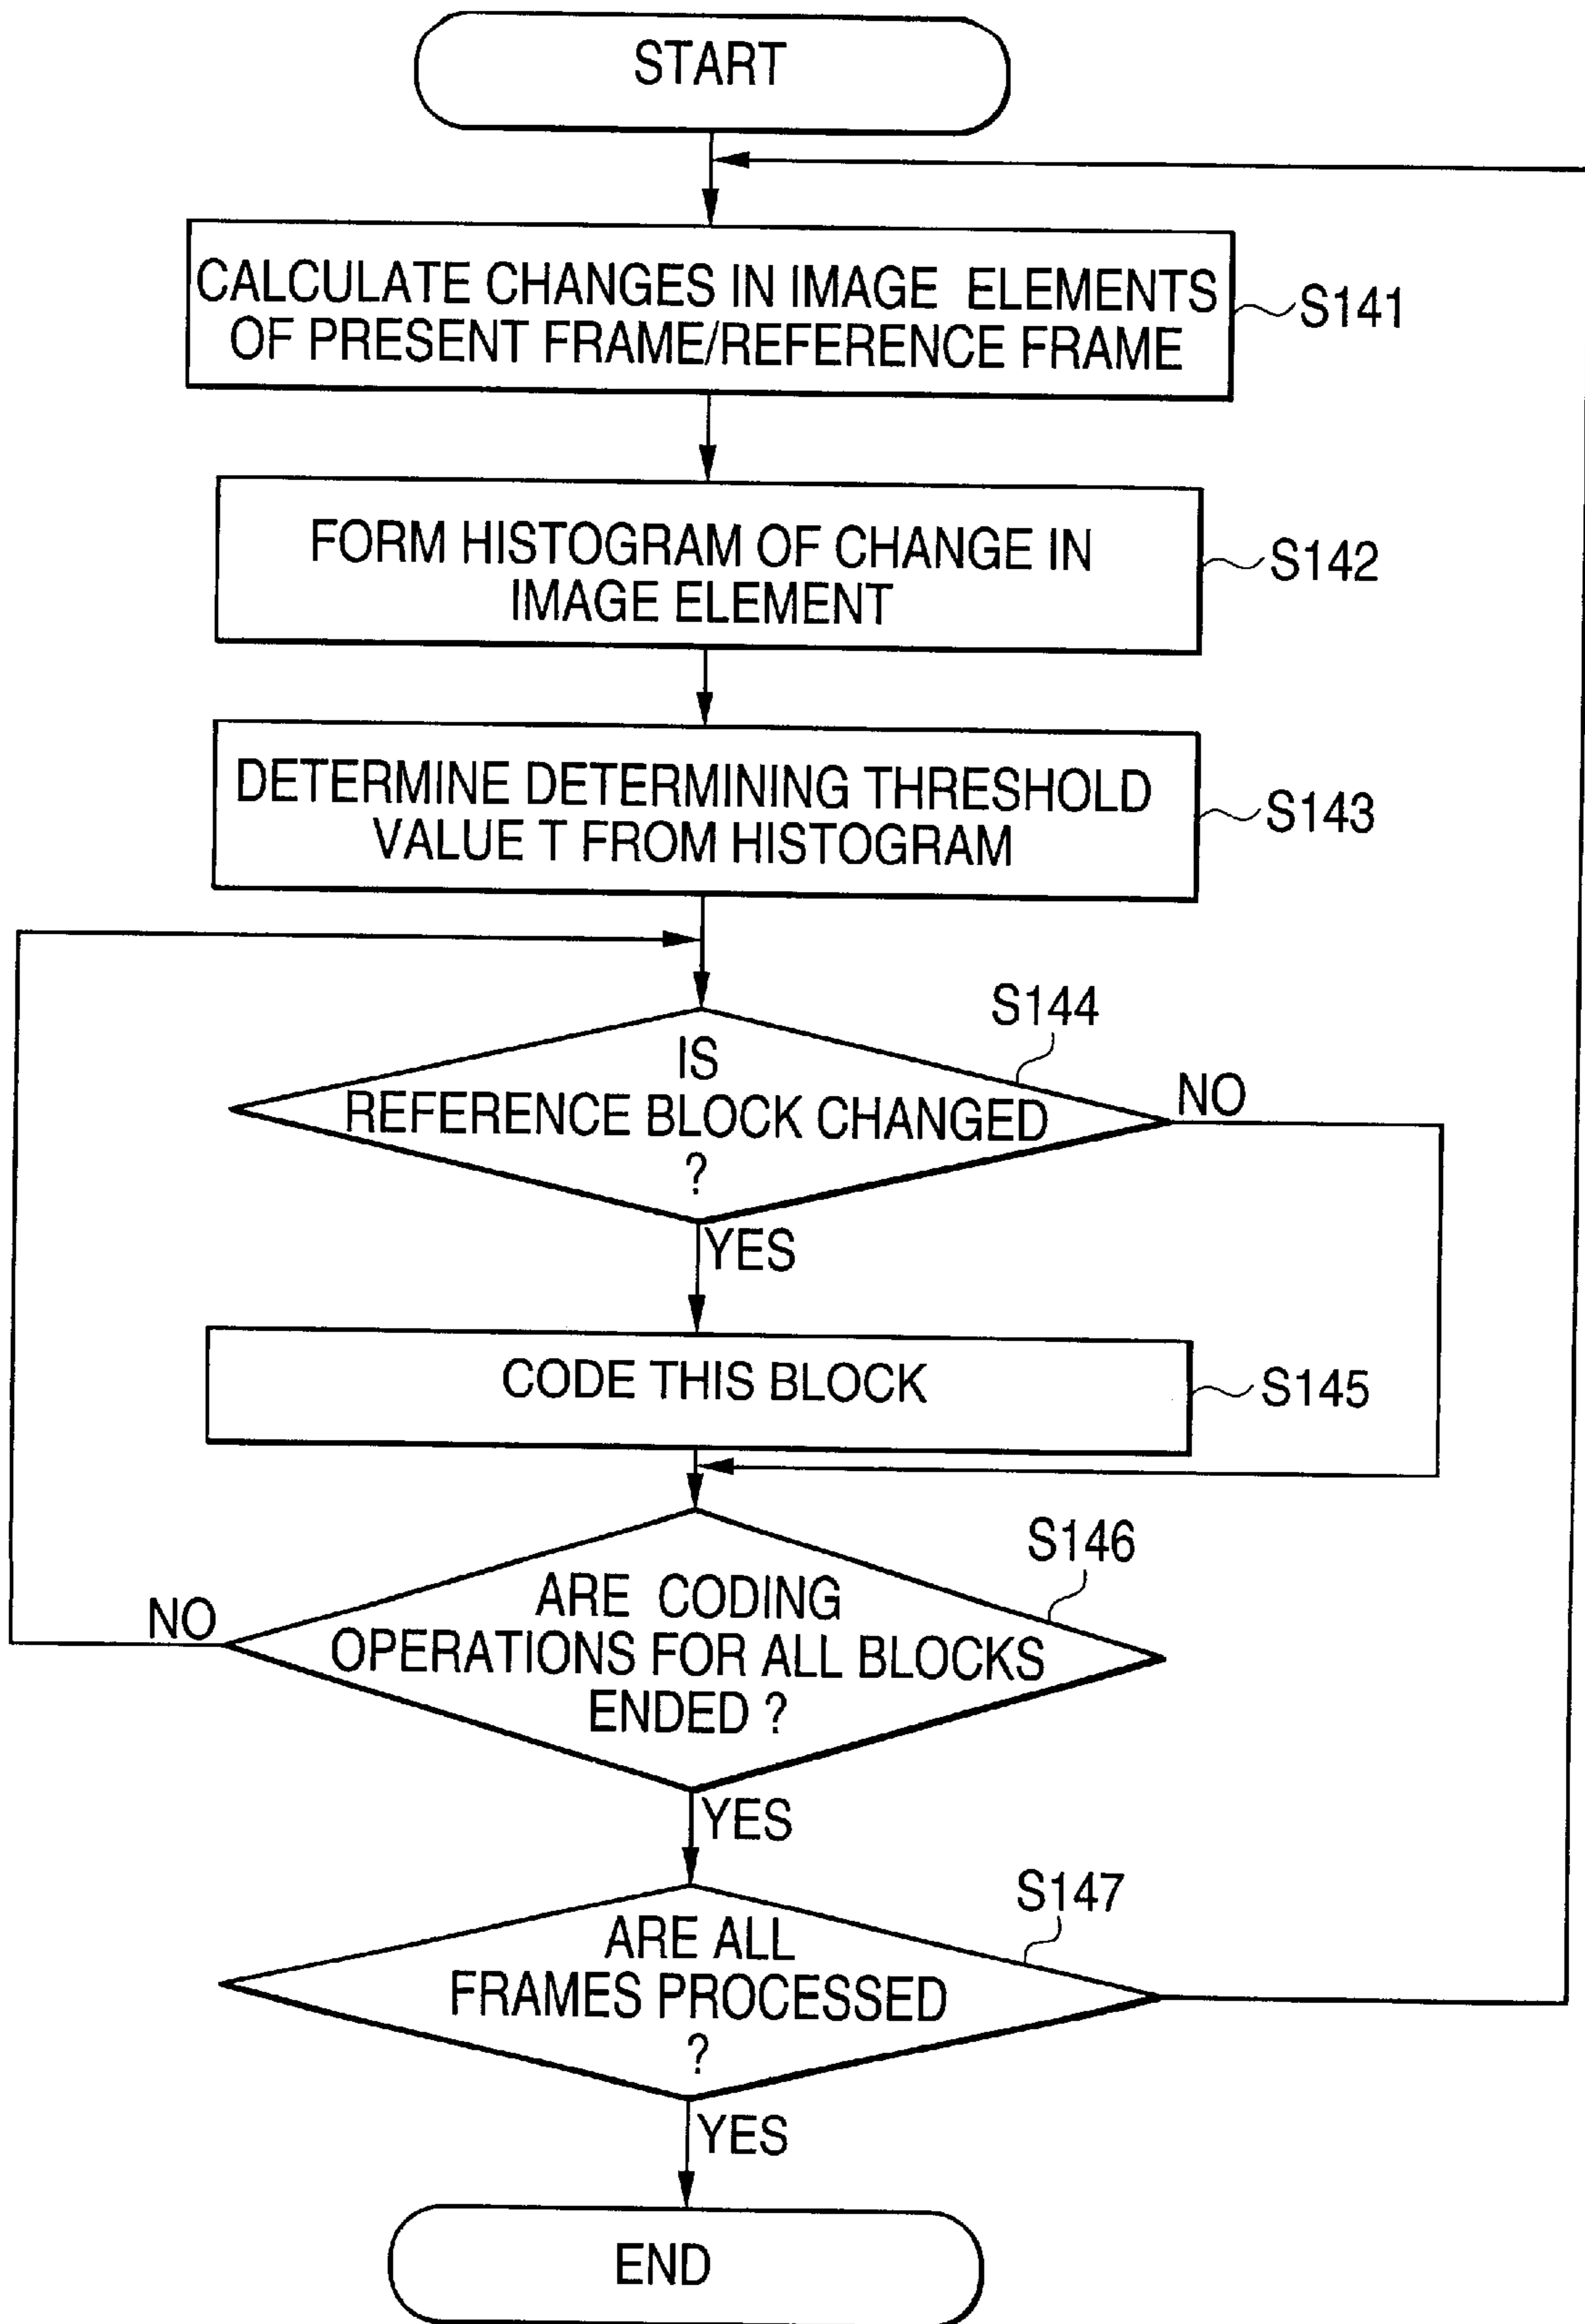 START
CALCULATE CHANGES IN IMAGE ELEMENTS
OF PRESENT FRAME/REFERENCE FRAME
S141
FORM HISTOGRAM OF CHANGE IN
IMAGE ELEMENT
S142
DETERMINE DETERMINING THRESHOLD
VALUE T FROM HISTOGRAM
S143
S144
IS
REFERENCE BLOCK CHANGED
?
NO
YES
CODE THIS BLOCK
S145
S146
ARE CODING
OPERATIONS FOR ALL BLOCKS
ENDED ?
NO
YES
S147
ARE ALL
FRAMES PROCESSED
?
YES
END